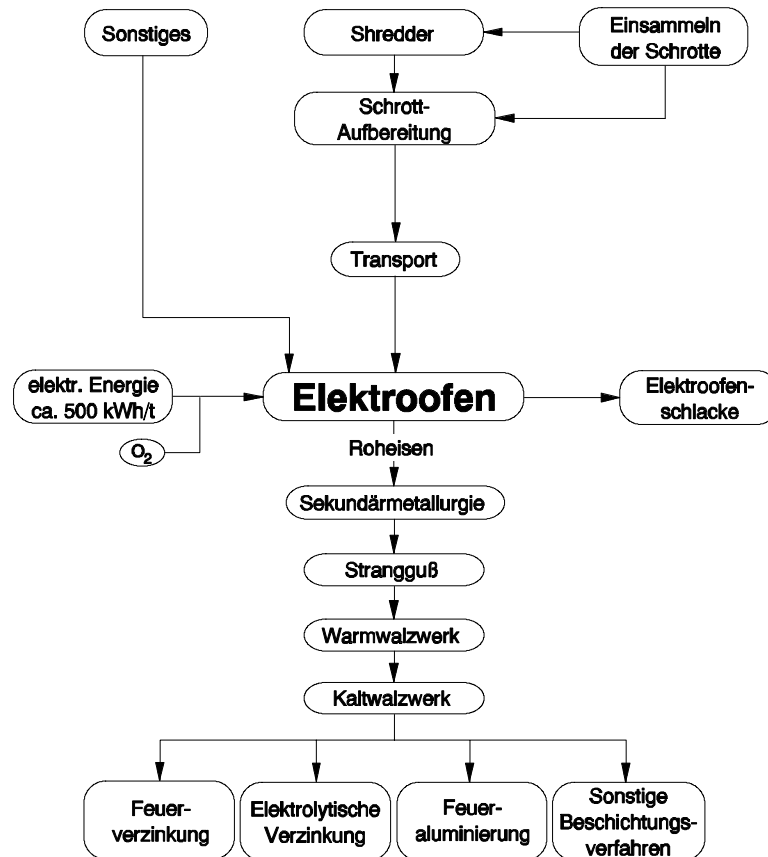 Sonstiges
Shredder
Einsammeln
der Schrotte
Schrott-
Aufbereitung
Transport
elektr. Energie
ca. 500 kWh/t
O₂
Elektroofen
Elektroofen-
schlacke
Roheisen
Sekundärmetallurgie
Strangguß
Warmwalzwerk
Kaltwalzwerk
Feuer-
verzinkung
Elektrolytische
Verzinkung
Feuer-
aluminierung
Sonstige
Beschichtungs-
verfahren